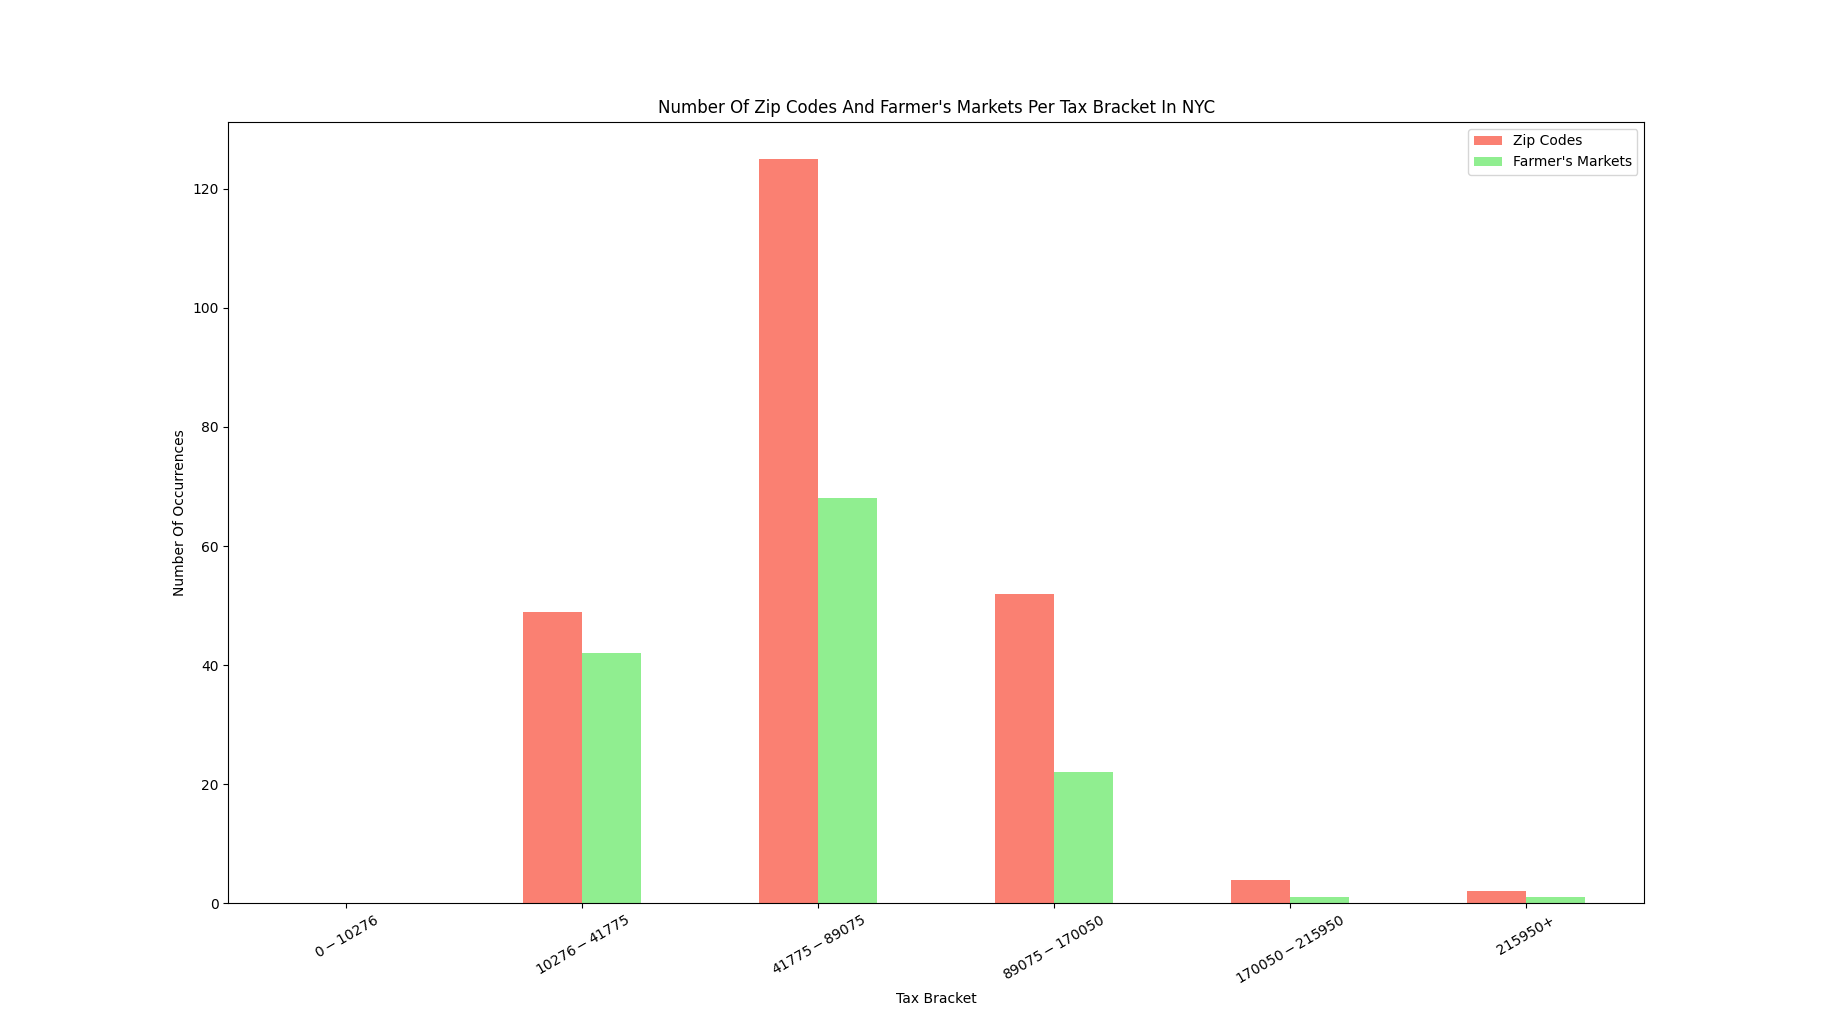 Number Of Zip Codes And Farmer's Markets Per Tax Bracket In NYC
Zip Codes
Farmer's Markets
Number Of Occurrences
120
100
80
60
40
20
0
0 − 10276
10276 − 41775
41775 − 89075
89075 − 170050
170050 − 215950
215950+
Tax Bracket